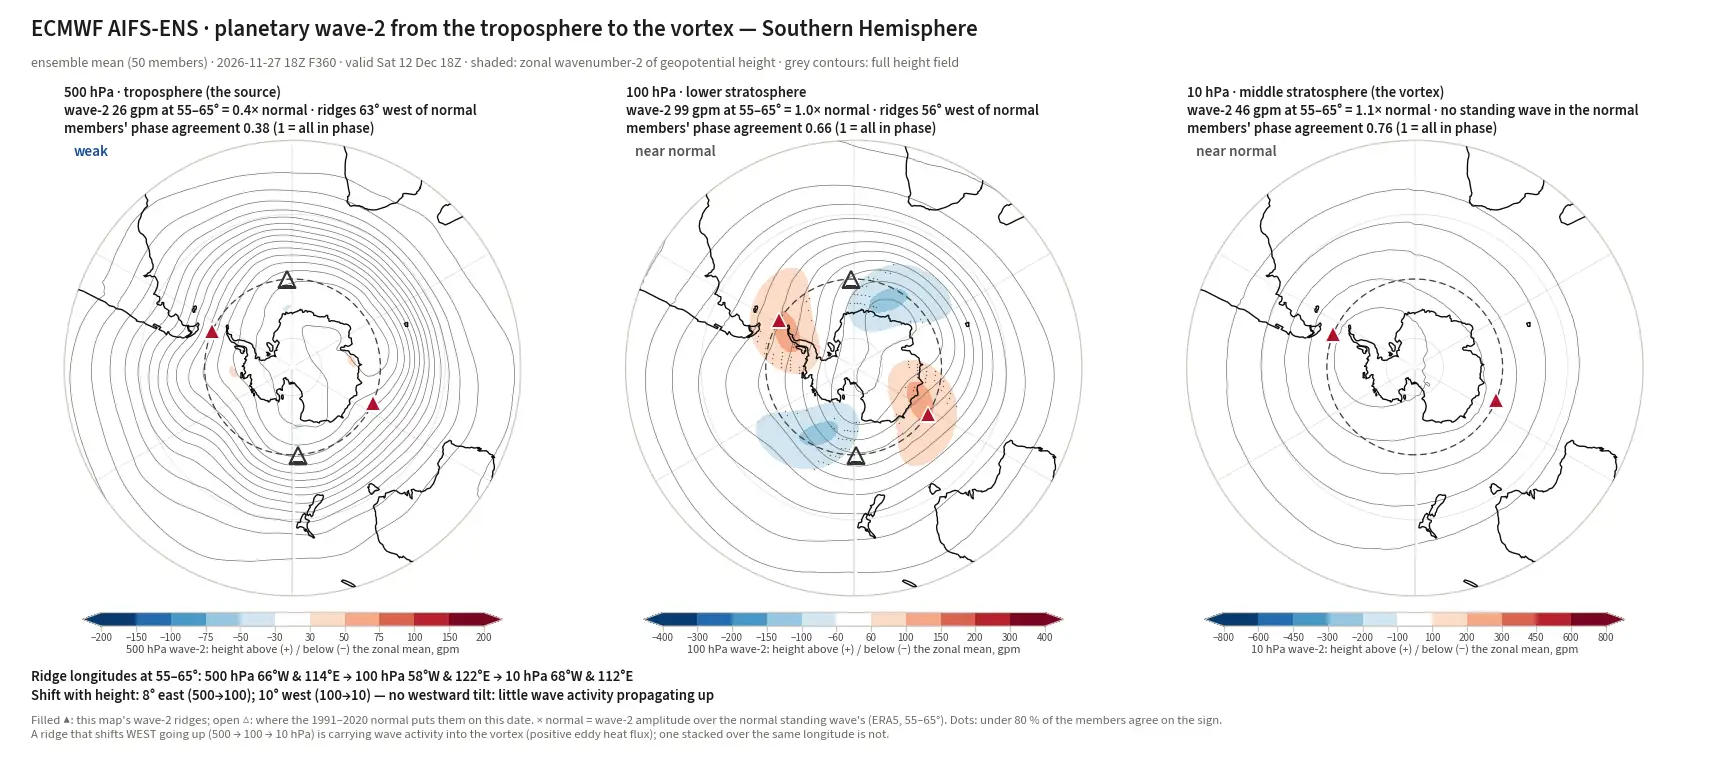 ECMWF AIFS-ENS · planetary wave-2 from the troposphere to the vortex — Southern Hemisphere
ensemble mean (50 members) · 2026-11-27 18Z F360 · valid Sat 12 Dec 18Z · shaded: zonal wavenumber-2 of geopotential height · grey contours: full height field
500 hPa · troposphere (the source)
wave-2 26 gpm at 55–65° = 0.4× normal · ridges 63° west of normal
members' phase agreement 0.38 (1 = all in phase)
weak
100 hPa · lower stratosphere
wave-2 99 gpm at 55–65° = 1.0× normal · ridges 56° west of normal
members' phase agreement 0.66 (1 = all in phase)
near normal
10 hPa · middle stratosphere (the vortex)
wave-2 46 gpm at 55–65° = 1.1× normal · no standing wave in the normal
members' phase agreement 0.76 (1 = all in phase)
near normal
−200 −150 −100 −75 −50 −30 30 50 75 100 150 200
500 hPa wave-2: height above (+) / below (−) the zonal mean, gpm
−400 −300 −200 −150 −100 −60 60 100 150 200 300 400
100 hPa wave-2: height above (+) / below (−) the zonal mean, gpm
−800 −600 −450 −300 −200 −100 100 200 300 450 600 800
10 hPa wave-2: height above (+) / below (−) the zonal mean, gpm
Ridge longitudes at 55–65°: 500 hPa 66°W & 114°E → 100 hPa 58°W & 122°E → 10 hPa 68°W & 112°E
Shift with height: 8° east (500→100); 10° west (100→10) — no westward tilt: little wave activity propagating up
Filled ▲: this map's wave-2 ridges; open △: where the 1991–2020 normal puts them on this date. × normal = wave-2 amplitude over the normal standing wave's (ERA5, 55–65°). Dots: under 80 % of the members agree on the sign.
A ridge that shifts WEST going up (500 → 100 → 10 hPa) is carrying wave activity into the vortex (positive eddy heat flux); one stacked over the same longitude is not.